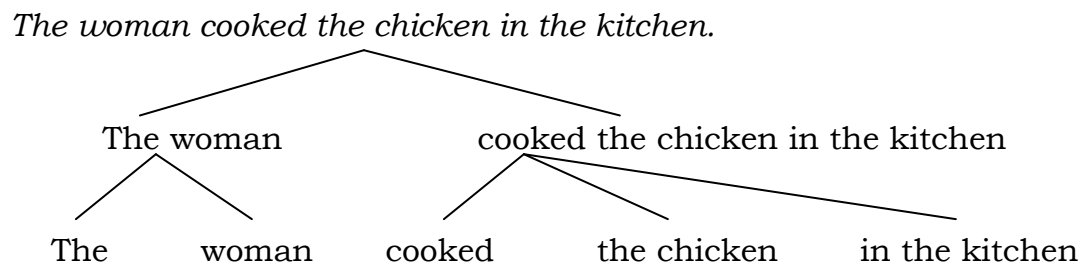 The woman cooked the chicken in the kitchen.
The woman cooked the chicken in the kitchen
The woman cooked the chicken in the kitchen